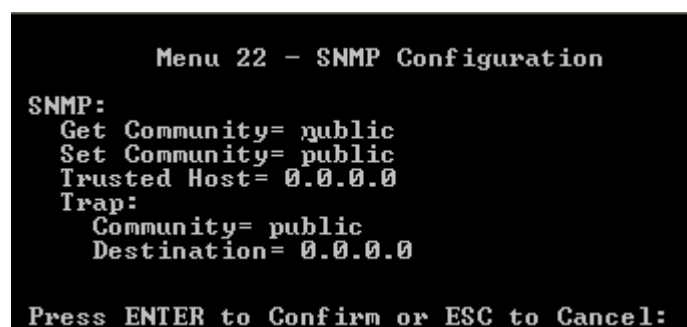 Menu 22 - SNMP Configuration
SNMP:
Get Community= public
Set Community= public
Trusted Host= 0.0.0.0
Trap:
Community= public
Destination= 0.0.0.0
Press ENTER to Confirm or ESC to Cancel: